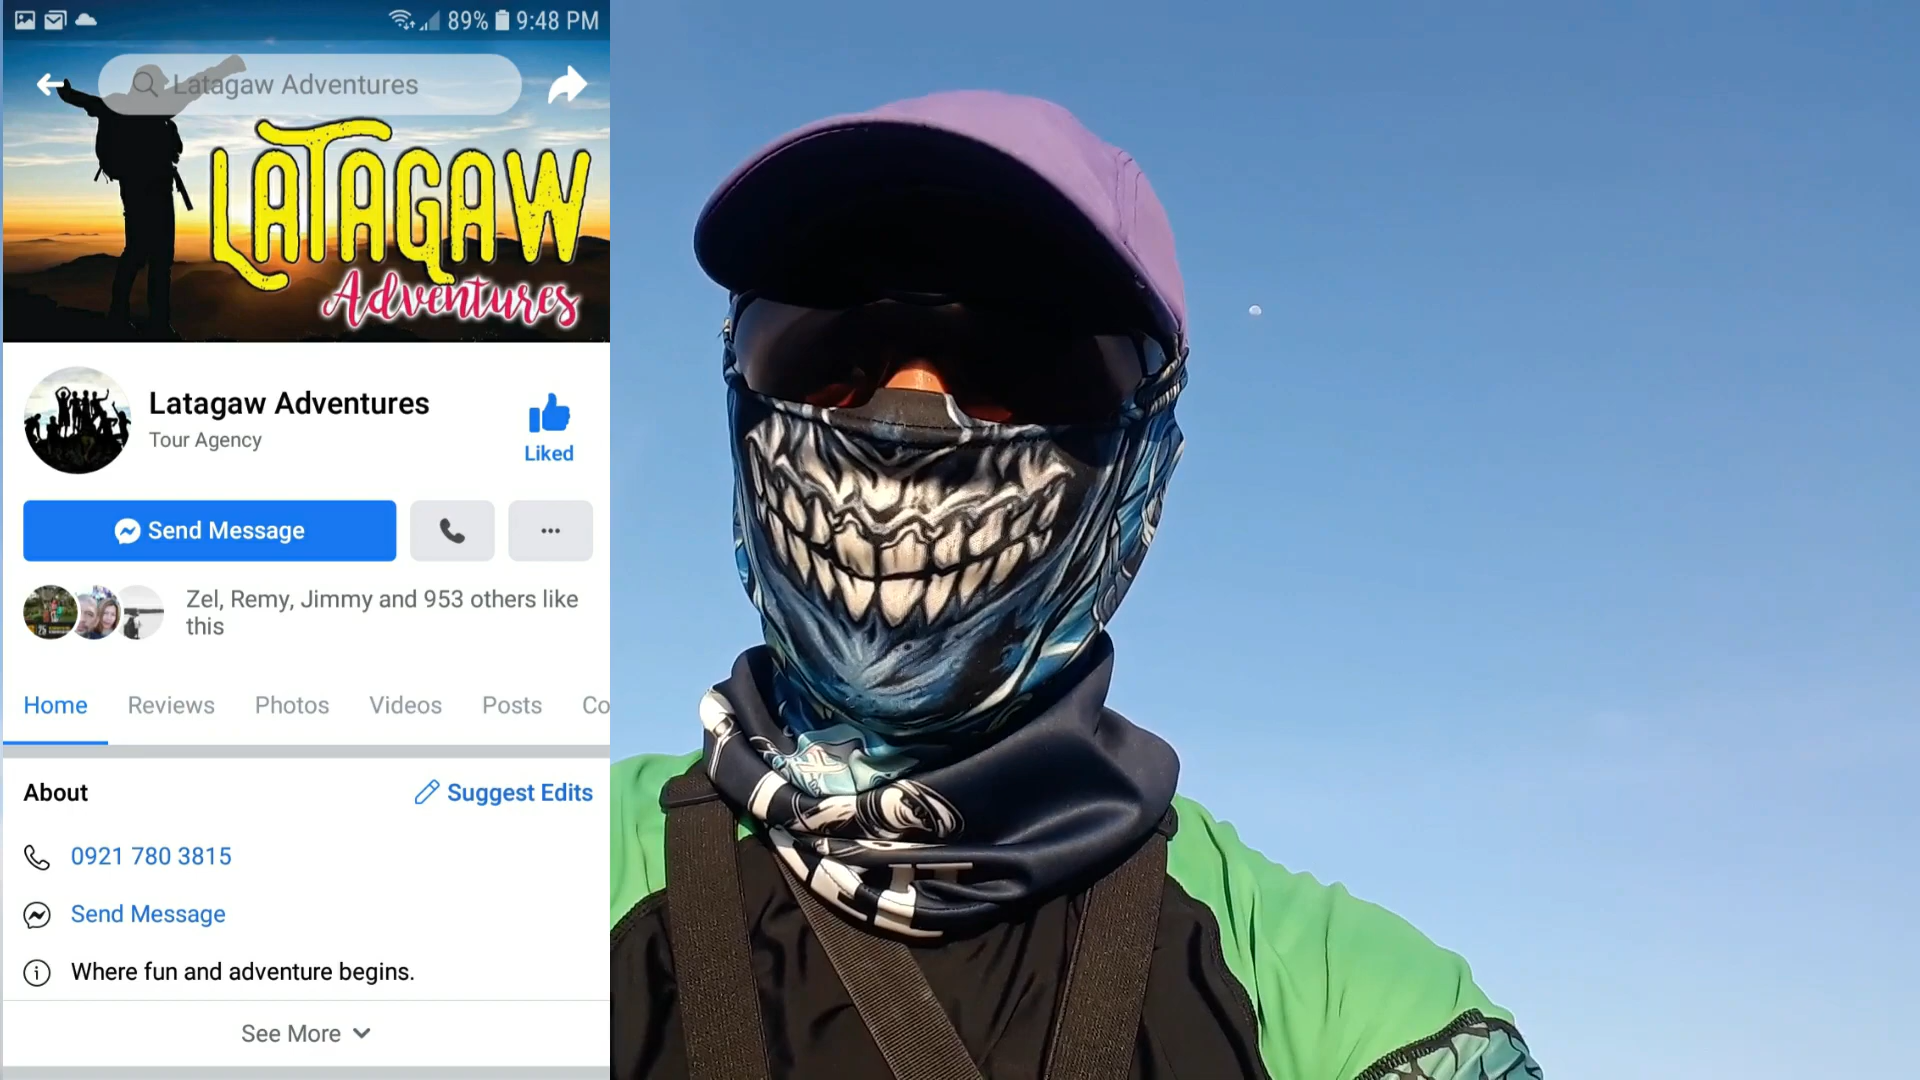 89% 9:48 PM
Latagaw Adventures
LATAGAW
Adventures
Latagaw Adventures
Tour Agency
Liked
Send Message
Zel, Remy, Jimmy and 953 others like
this
Home Reviews Photos Videos Posts Co
About
Suggest Edits
0921 780 3815
Send Message
Where fun and adventure begins.
See More